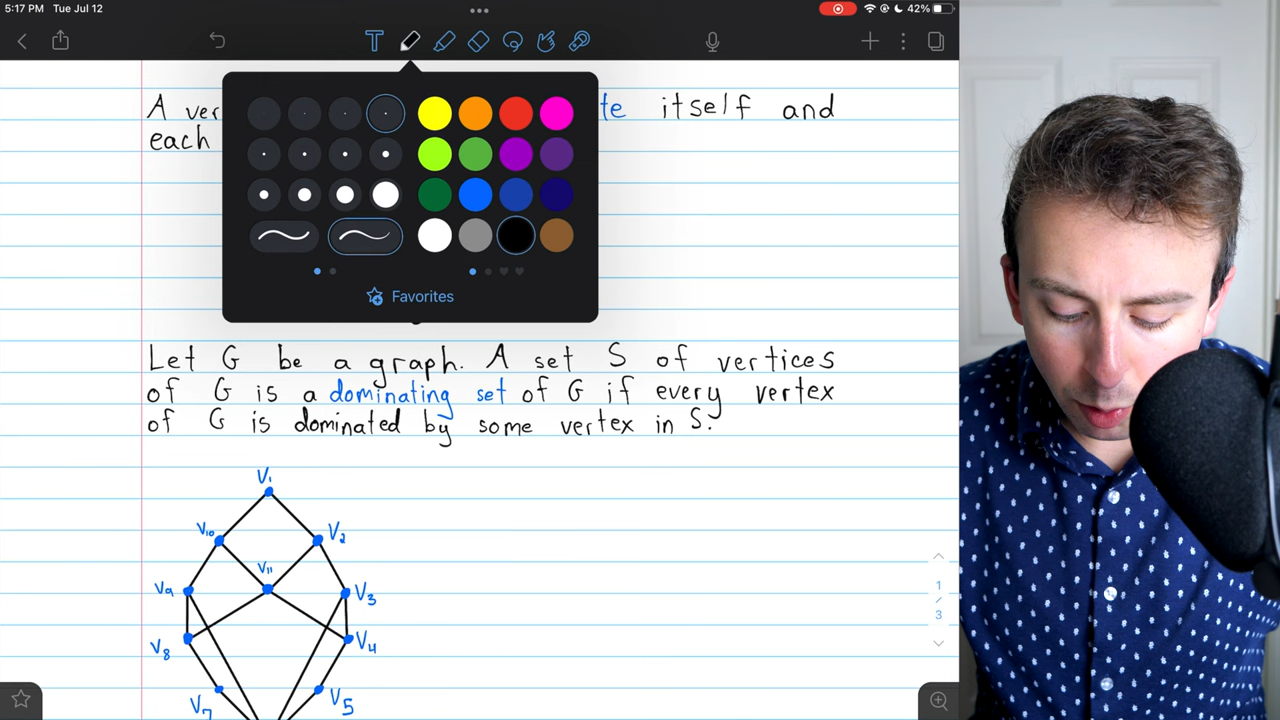 5:17 PM Tue Jul 12
42%
T
A ver te itself and
each
Favorites
Let G be a graph. A set S of vertices
of G is a dominating set of G if every vertex
of G is dominated by some vertex in S.
V1
V10
V2
V11
V9
V3
V8
V4
V7
V5
1
/
3